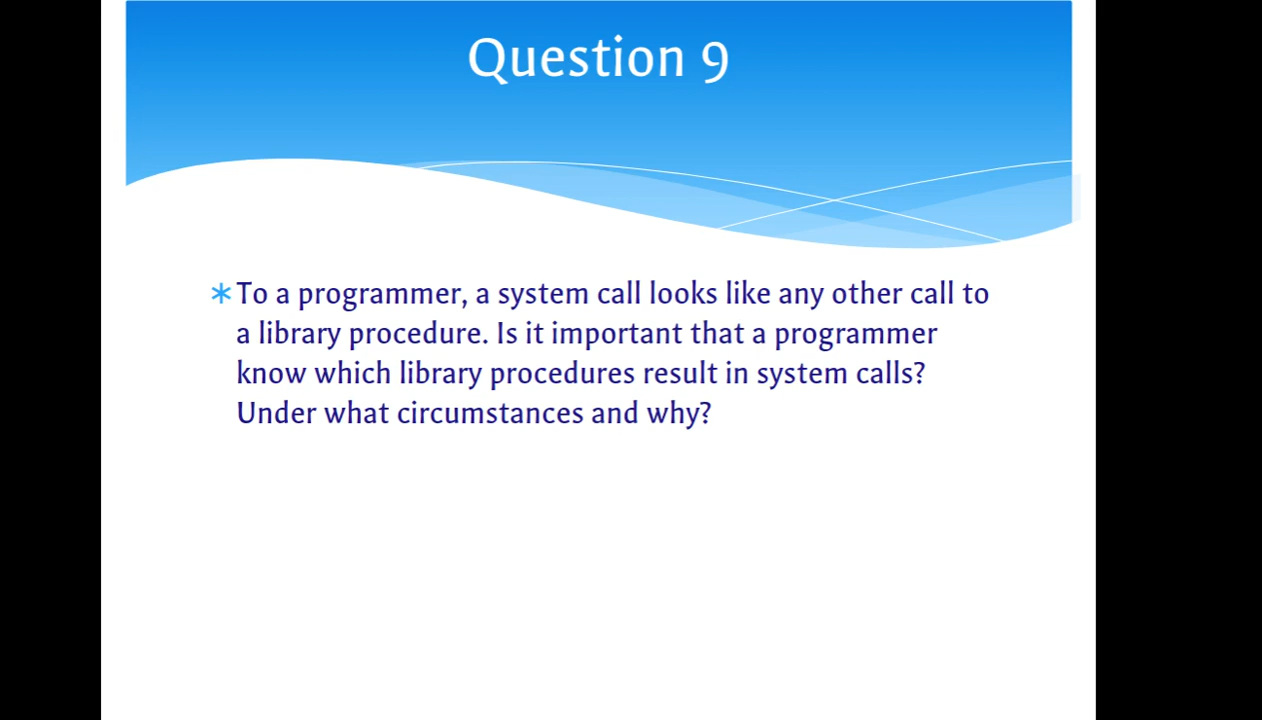 Question 9
*To a programmer, a system call looks like any other call to
a library procedure. Is it important that a programmer
know which library procedures result in system calls?
Under what circumstances and why?